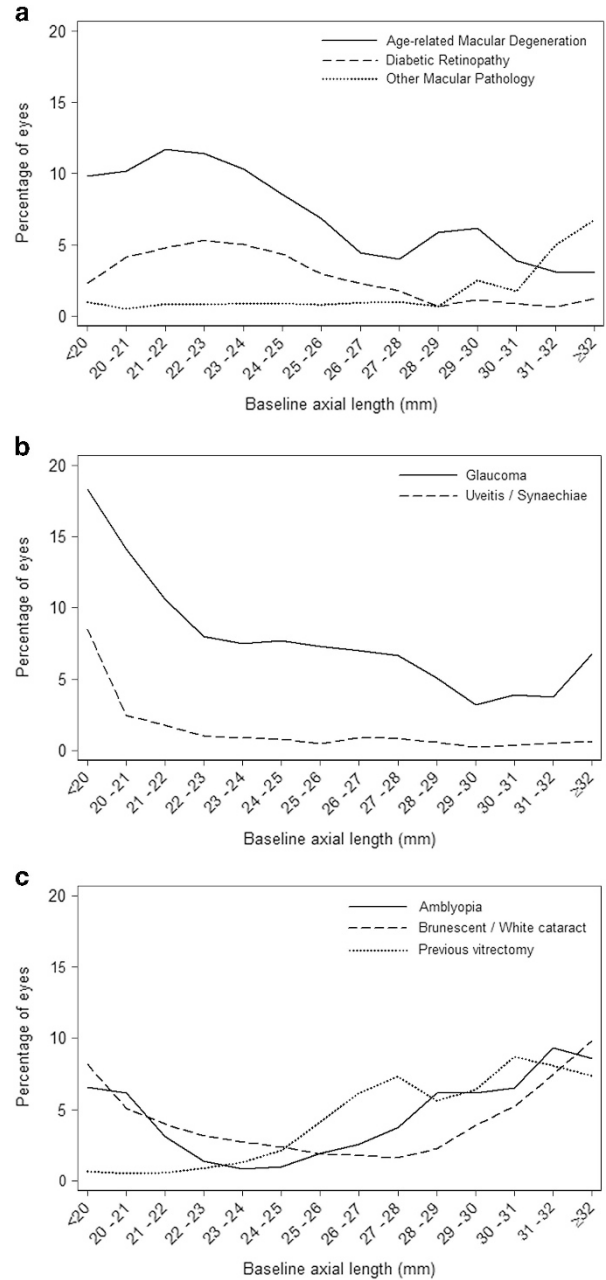 a
Age-related Macular Degeneration
Diabetic Retinopathy
Other Macular Pathology
Percentage of eyes
20
15
10
5
0
<20
20 - 21
21 - 22
22 - 23
23 - 24
24 - 25
25 - 26
26 - 27
27 - 28
28 - 29
29 - 30
30 - 31
31 - 32
≥32
Baseline axial length (mm)
b
Glaucoma
Uveitis / Synaechiae
Percentage of eyes
20
15
10
5
0
<20
20 - 21
21 - 22
22 - 23
23 - 24
24 - 25
25 - 26
26 - 27
27 - 28
28 - 29
29 - 30
30 - 31
31 - 32
≥32
Baseline axial length (mm)
c
Amblyopia
Brunescent / White cataract
Previous vitrectomy
Percentage of eyes
20
15
10
5
0
<20
20 - 21
21 - 22
22 - 23
23 - 24
24 - 25
25 - 26
26 - 27
27 - 28
28 - 29
29 - 30
30 - 31
31 - 32
≥32
Baseline axial length (mm)